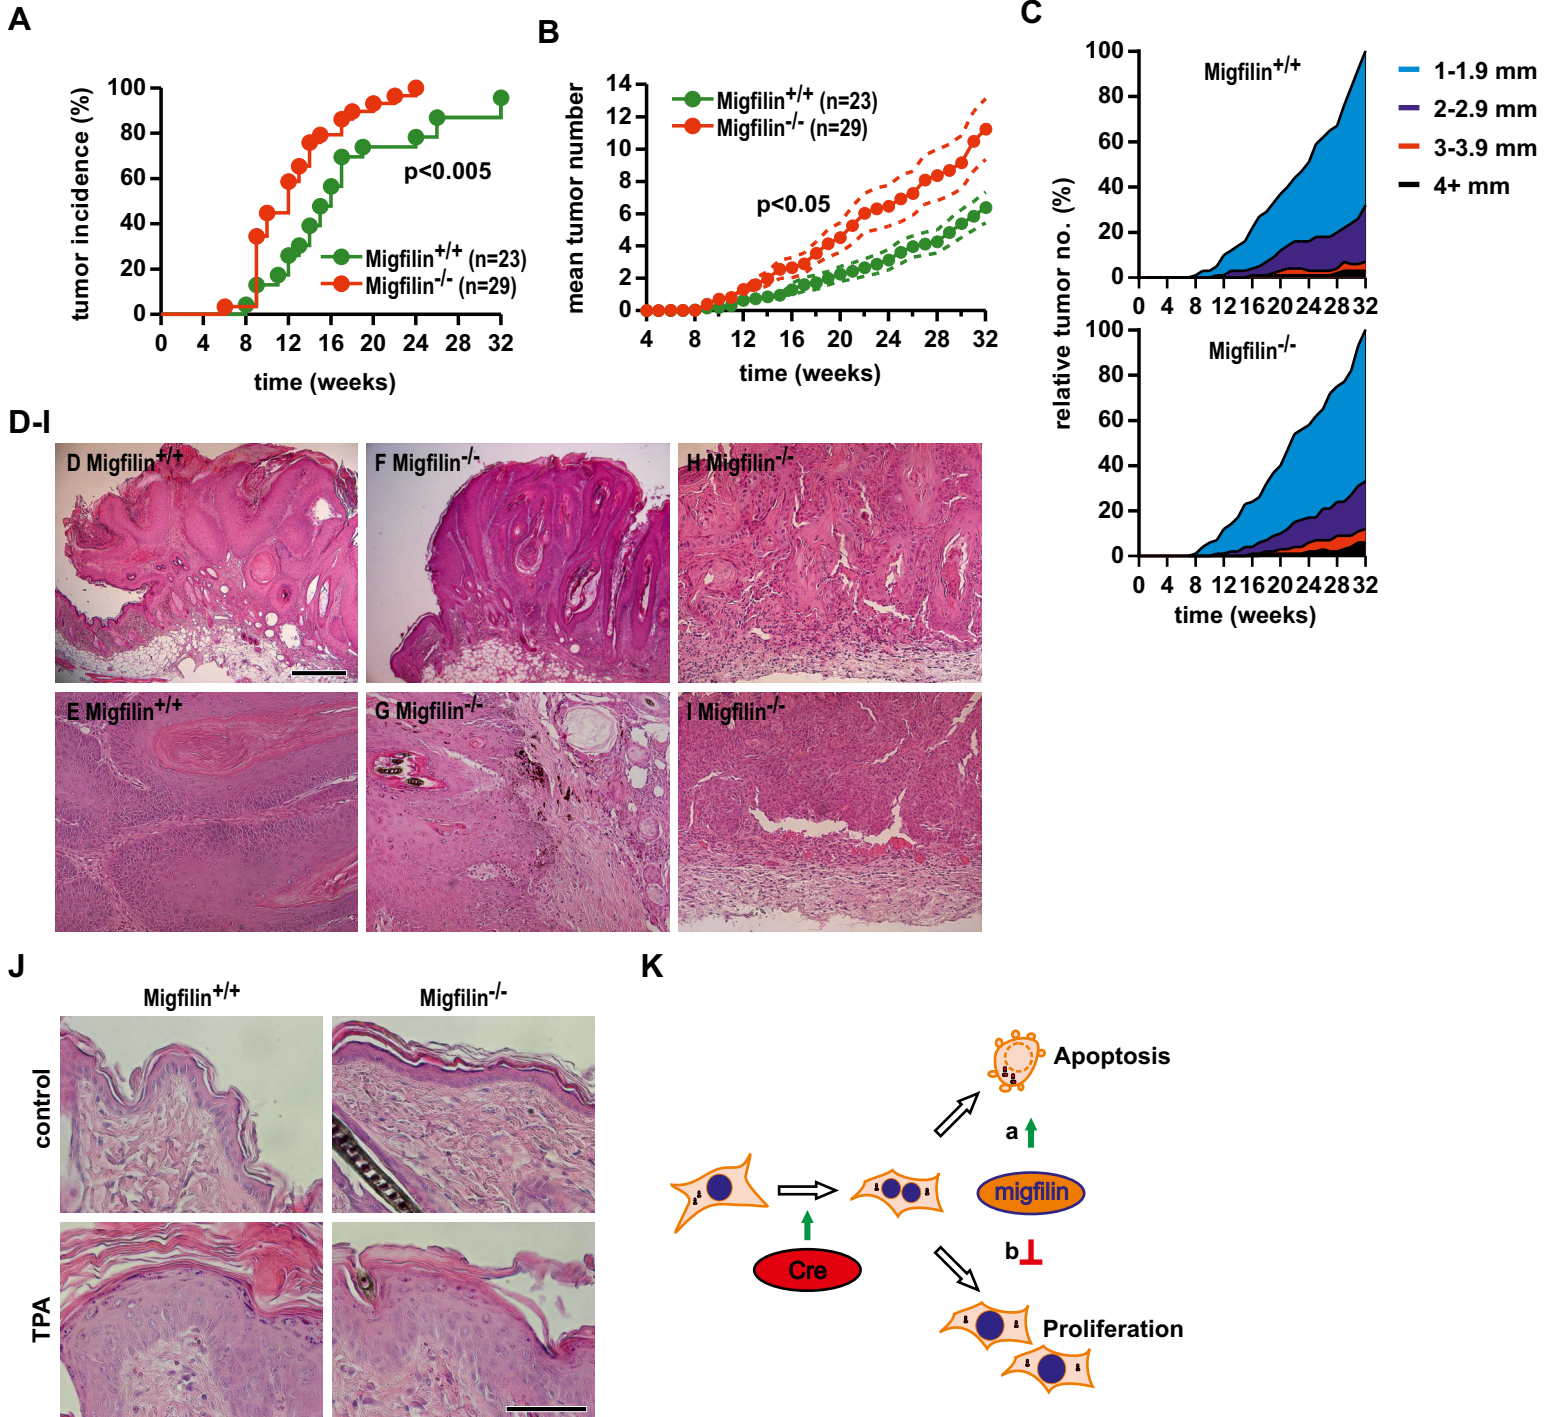 A
tumor incidence (%)
100
80
60
40
20
0
0 4 8 12 16 20 24 28 32
time (weeks)
p<0.005
Migfilin+/+ (n=23)
Migfilin-/- (n=29)
B
mean tumor number
14
12
10
8
6
4
2
0
4 8 12 16 20 24 28 32
time (weeks)
Migfilin+/+ (n=23)
Migfilin-/- (n=29)
p<0.05
C
relative tumor no. (%)
100
80
60
40
20
0
Migfilin+/+
0 4 8 12 16 20 24 28 32
100
80
60
40
20
0
Migfilin-/-
0 4 8 12 16 20 24 28 32
time (weeks)
1-1.9 mm
2-2.9 mm
3-3.9 mm
4+ mm
D-I
D Migfilin+/+
F Migfilin-/-
H Migfilin-/-
E Migfilin+/+
G Migfilin-/-
I Migfilin-/-
J
Migfilin+/+
Migfilin-/-
control
TPA
K
Apoptosis
a
migfilin
b
Cre
Proliferation